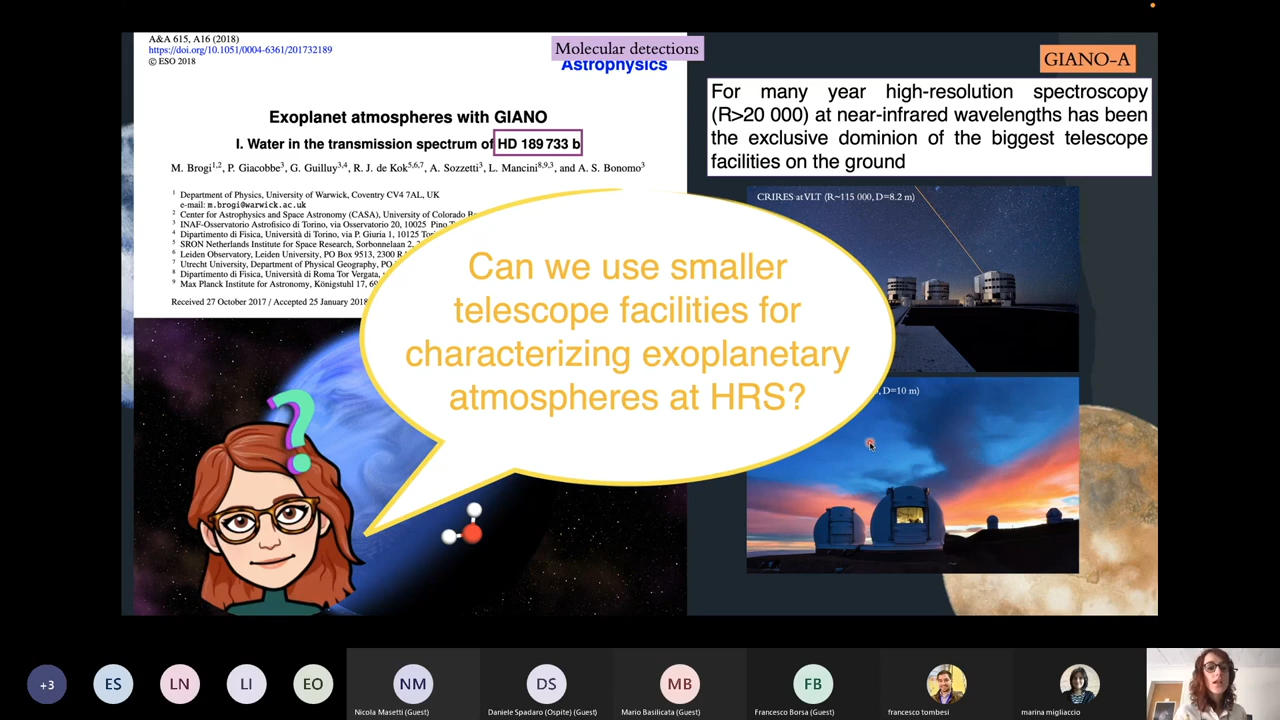 A&A 615, A16 (2018)
https://doi.org/10.1051/0004-6361/201732189
© ESO 2018
Molecular detections
Astrophysics
Exoplanet atmospheres with GIANO
I. Water in the transmission spectrum of HD 189 733 b
M. Brogi1,2, P. Giacobbe3, G. Guilluy3,4, R. J. de Kok5,6,7, A. Sozzetti3, L. Mancini8,9,3, and A. S. Bonomo3
1 Department of Physics, University of Warwick, Coventry CV4 7AL, UK
e-mail: m.brogi@warwick.ac.uk
2 Center for Astrophysics and Space Astronomy (CASA), University of Colorado
3 INAF-Osservatorio Astrofisico di Torino, via Osservatorio 20, 10025 Pino
4 Dipartimento di Fisica, Università di Torino, via P. Giuria 1, 10125
5 SRON Netherlands Institute for Space Research, Sorbonnelaan 2,
6 Leiden Observatory, Leiden University, PO Box 9513, 2300
7 Utrecht University, Department of Physical Geography, PO
8 Dipartimento di Fisica, Università di Roma Tor Vergata,
9 Max Planck Institute for Astronomy, Königstuhl 17,
Received 27 October 2017 / Accepted 25 January 2018
GIANO-A
For many year high-resolution spectroscopy
(R>20 000) at near-infrared wavelengths has been
the exclusive dominion of the biggest telescope
facilities on the ground
CRIRES at VLT (R~115 000, D=8.2 m)
D=10 m)
Can we use smaller
telescope facilities for
characterizing exoplanetary
atmospheres at HRS?
?
+3
ES
LN
LI
EO
NM
DS
MB
FB
Nicola Masetti (Guest)
Daniele Spadaro (Ospite) (Guest)
Mario Basilicata (Guest)
Francesco Borsa (Guest)
francesco tombesi
marina migliaccio